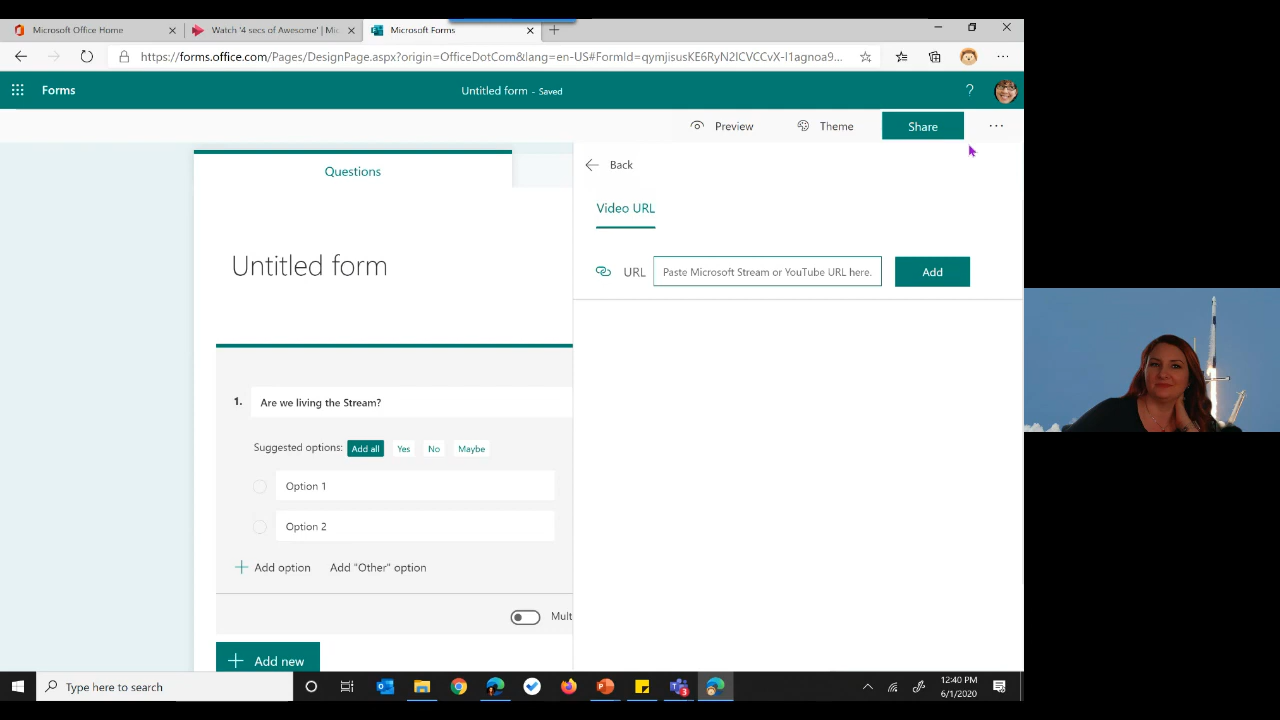 Microsoft Office Home
Watch '4 secs of Awesome' | Mic
Microsoft Forms
https://forms.office.com/Pages/DesignPage.aspx?origin=OfficeDotCom&lang=en-US#FormId=qymjisusKE6RyN2lCVCCvX-l1agnoa9...
Forms
Untitled form - Saved
?
Preview
Theme
Share
Questions
Back
Video URL
Untitled form
URL
Paste Microsoft Stream or YouTube URL here.
Add
1.
Are we living the Stream?
Suggested options:
Add all
Yes
No
Maybe
Option 1
Option 2
Add option
Add "Other" option
Mult
Add new
Type here to search
12:40 PM
6/1/2020